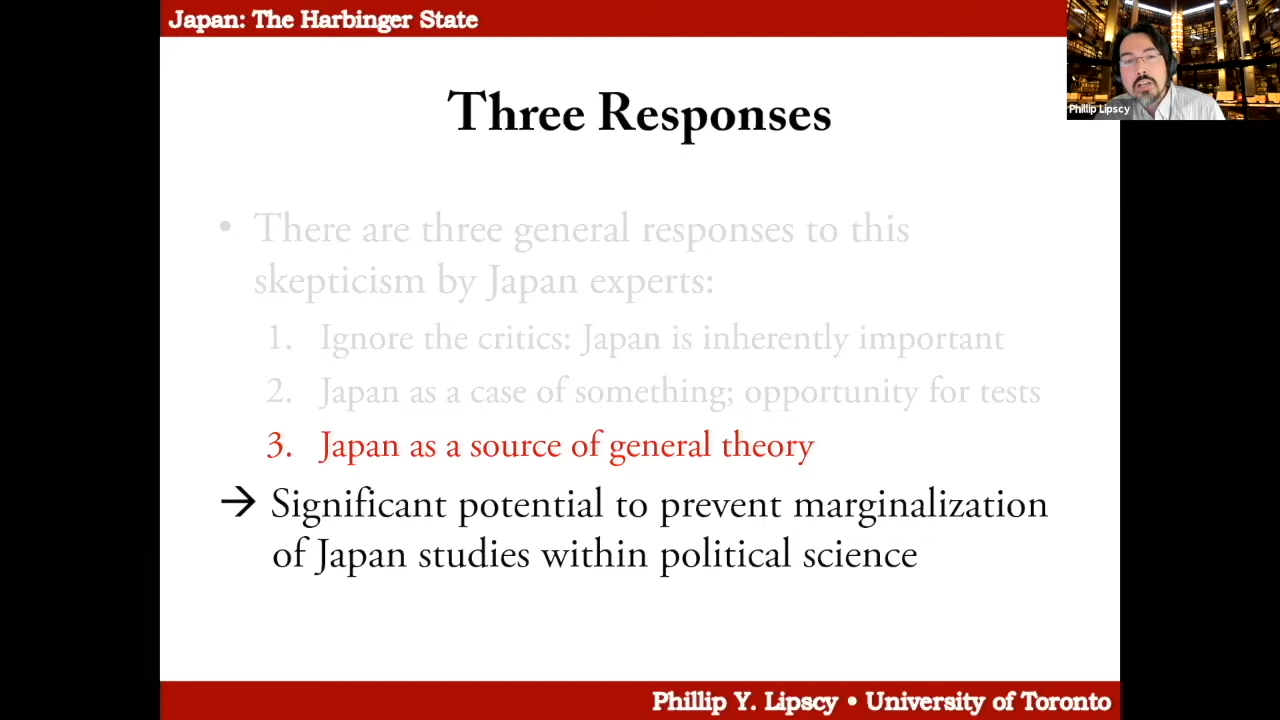 Japan: The Harbinger State
Phillip Lipscy
Three Responses
• There are three general responses to this
skepticism by Japan experts:
1. Ignore the critics: Japan is inherently important
2. Japan as a case of something; opportunity for tests
3. Japan as a source of general theory
→ Significant potential to prevent marginalization
of Japan studies within political science
Phillip Y. Lipscy • University of Toronto